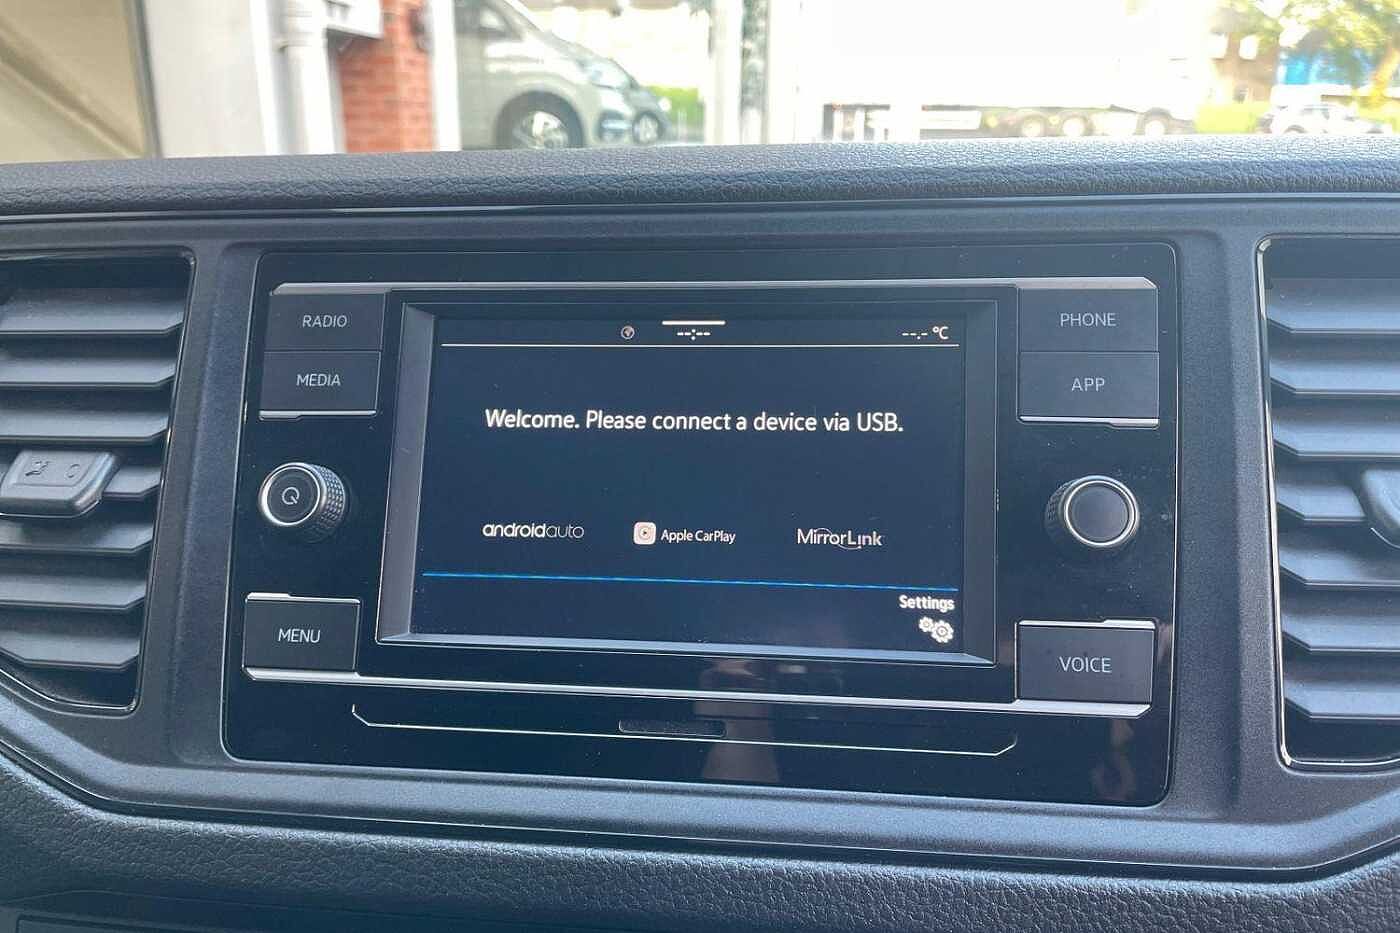 RADIO
MEDIA
MENU
--:--
--.- °C
Welcome. Please connect a device via USB.
androidauto
Apple CarPlay
MirrorLink
Settings
PHONE
APP
VOICE